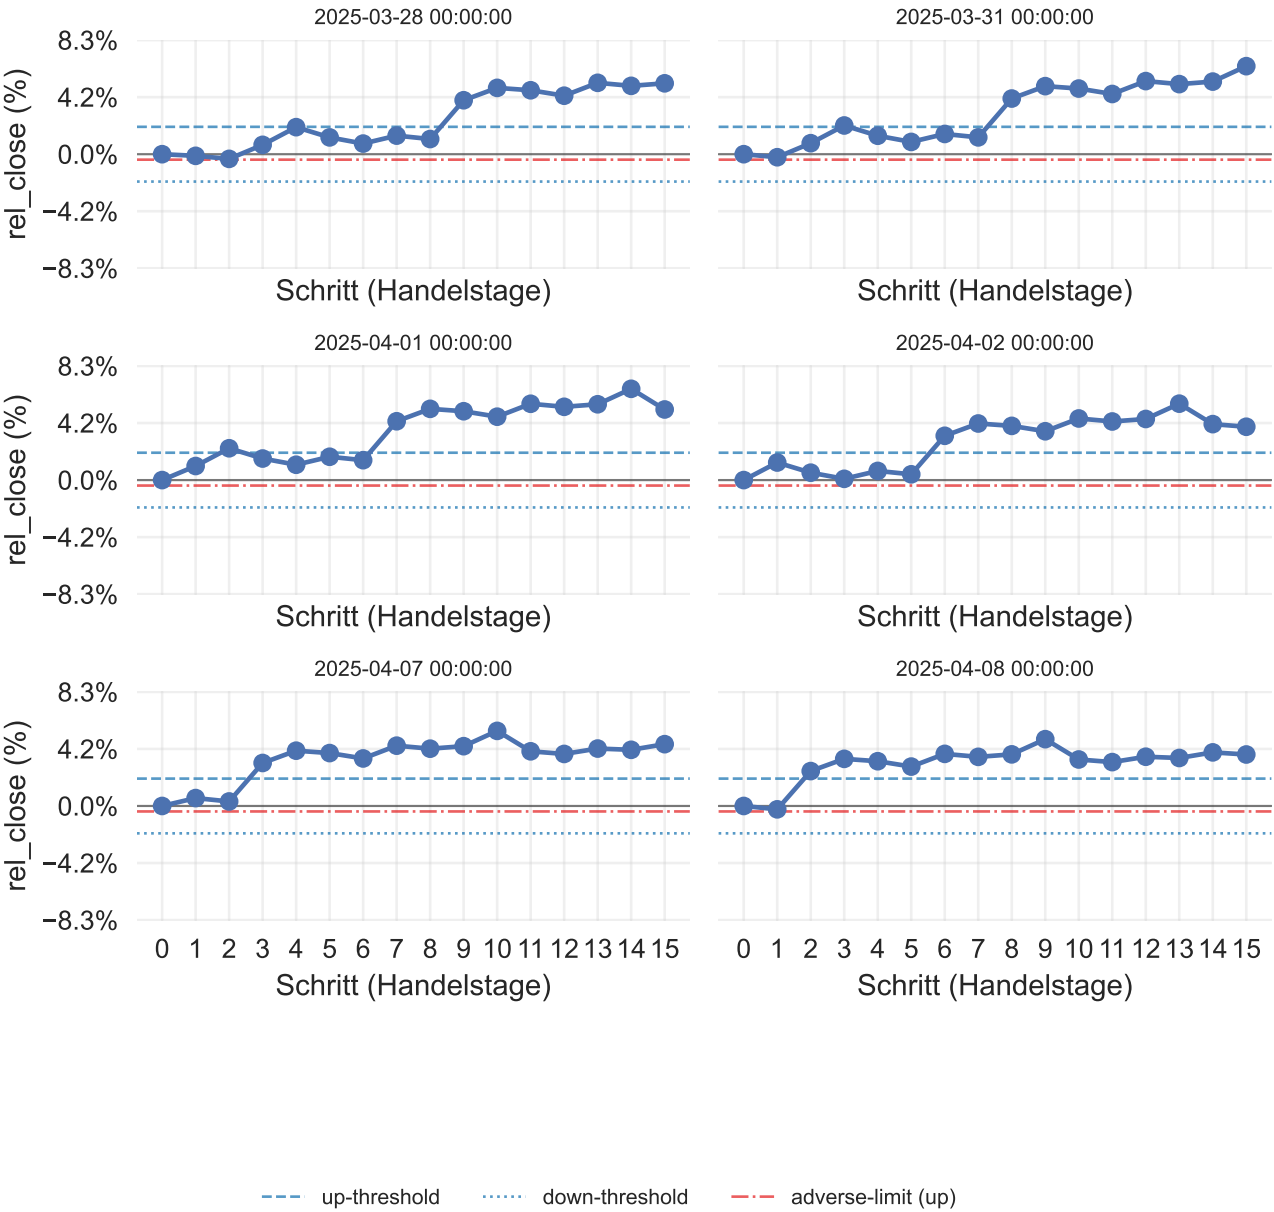 2025-03-28 00:00:00
2025-03-31 00:00:00
8.3%
4.2%
0.0%
−4.2%
−8.3%
rel_close (%)
Schritt (Handelstage)
Schritt (Handelstage)
2025-04-01 00:00:00
2025-04-02 00:00:00
8.3%
4.2%
0.0%
−4.2%
−8.3%
rel_close (%)
Schritt (Handelstage)
Schritt (Handelstage)
2025-04-07 00:00:00
2025-04-08 00:00:00
8.3%
4.2%
0.0%
−4.2%
−8.3%
rel_close (%)
0 1 2 3 4 5 6 7 8 9 10 11 12 13 14 15
0 1 2 3 4 5 6 7 8 9 10 11 12 13 14 15
Schritt (Handelstage)
Schritt (Handelstage)
up-threshold
down-threshold
adverse-limit (up)